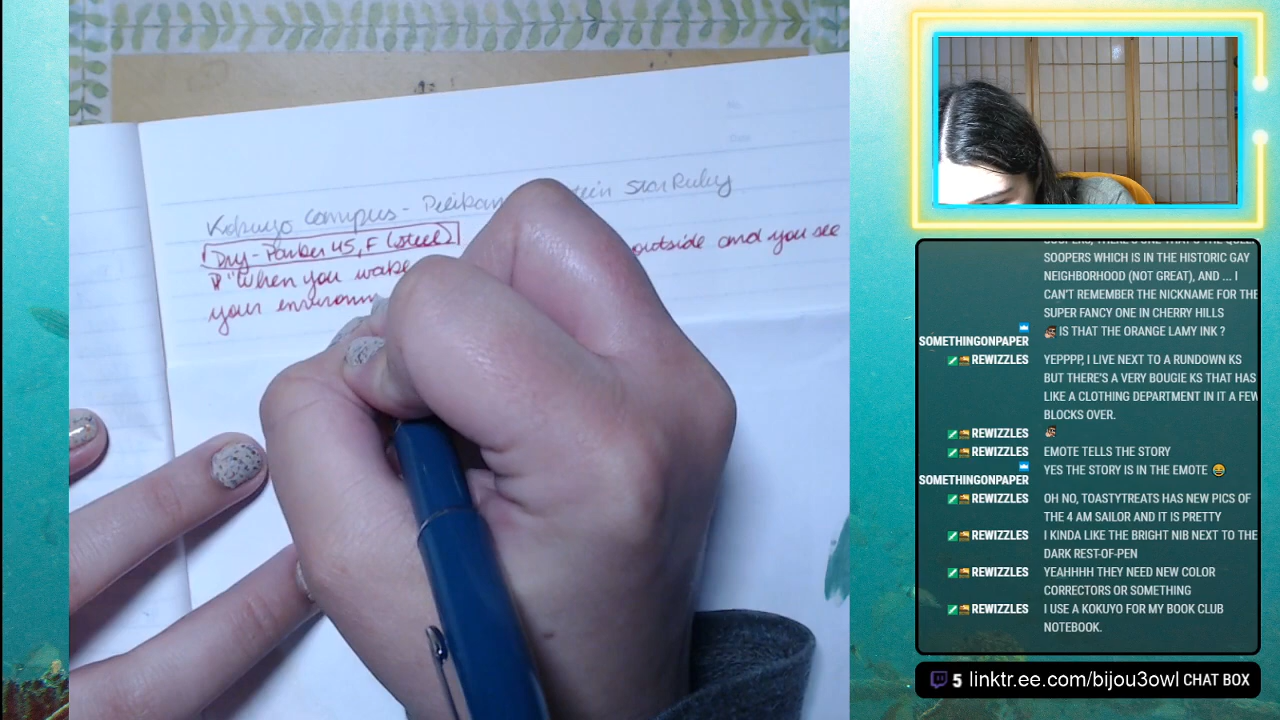 Kokuyo Campus - Pelikan Star Ruby
Dry - Parker 45, F (steel)
"When you wake outside and you see
your environm
SOOPERS WHICH IS IN THE HISTORIC GAY
NEIGHBORHOOD (NOT GREAT), AND ... I
CAN'T REMEMBER THE NICKNAME FOR THE
SUPER FANCY ONE IN CHERRY HILLS
SOMETHINGONPAPER IS THAT THE ORANGE LAMY INK ?
REWIZZLES YEPPPP, I LIVE NEXT TO A RUNDOWN KS
BUT THERE'S A VERY BOUGIE KS THAT HAS
LIKE A CLOTHING DEPARTMENT IN IT A FEW
BLOCKS OVER.
REWIZZLES
REWIZZLES EMOTE TELLS THE STORY
SOMETHINGONPAPER YES THE STORY IS IN THE EMOTE 😅
REWIZZLES OH NO, TOASTYTREATS HAS NEW PICS OF
THE 4 AM SAILOR AND IT IS PRETTY
REWIZZLES I KINDA LIKE THE BRIGHT NIB NEXT TO THE
DARK REST-OF-PEN
REWIZZLES YEAHHHH THEY NEED NEW COLOR
CORRECTORS OR SOMETHING
REWIZZLES I USE A KOKUYO FOR MY BOOK CLUB
NOTEBOOK.
5 linktr.ee.com/bijou3owl CHAT BOX